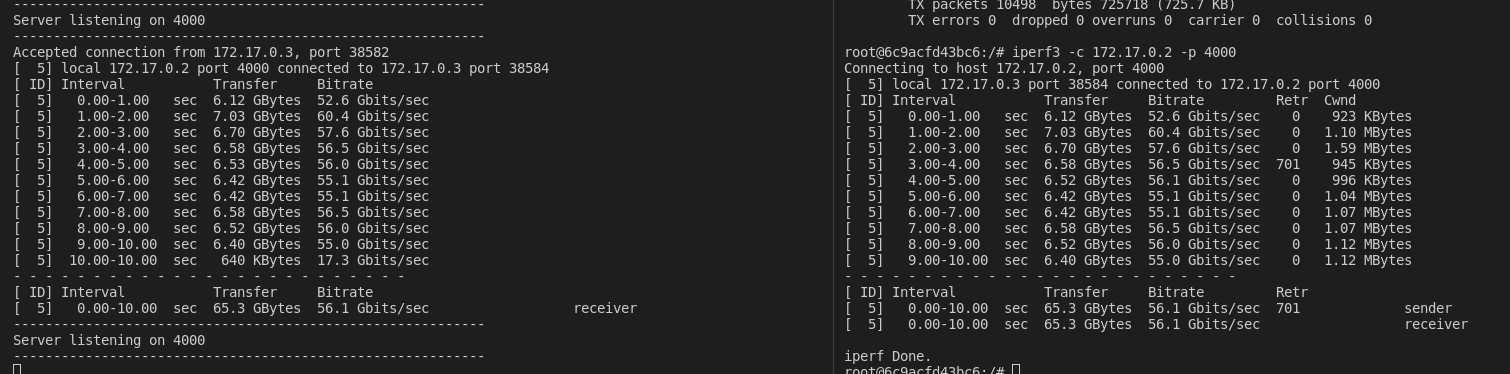 ------------------------------------------------------------
Server listening on 4000
------------------------------------------------------------
Accepted connection from 172.17.0.3, port 38582
[  5] local 172.17.0.2 port 4000 connected to 172.17.0.3 port 38584
[ ID] Interval           Transfer     Bitrate
[  5]   0.00-1.00   sec  6.12 GBytes  52.6 Gbits/sec
[  5]   1.00-2.00   sec  7.03 GBytes  60.4 Gbits/sec
[  5]   2.00-3.00   sec  6.70 GBytes  57.6 Gbits/sec
[  5]   3.00-4.00   sec  6.58 GBytes  56.5 Gbits/sec
[  5]   4.00-5.00   sec  6.53 GBytes  56.0 Gbits/sec
[  5]   5.00-6.00   sec  6.42 GBytes  55.1 Gbits/sec
[  5]   6.00-7.00   sec  6.42 GBytes  55.1 Gbits/sec
[  5]   7.00-8.00   sec  6.58 GBytes  56.5 Gbits/sec
[  5]   8.00-9.00   sec  6.52 GBytes  56.0 Gbits/sec
[  5]   9.00-10.00  sec  6.40 GBytes  55.0 Gbits/sec
[  5]  10.00-10.00  sec   640 KBytes  17.3 Gbits/sec
- - - - - - - - - - - - - - - - - - - - - - - - -
[ ID] Interval           Transfer     Bitrate
[  5]   0.00-10.00  sec  65.3 GBytes  56.1 Gbits/sec                  receiver
------------------------------------------------------------
Server listening on 4000
------------------------------------------------------------
TX packets 10498  bytes 725718 (725.7 KB)
TX errors 0  dropped 0 overruns 0  carrier 0  collisions 0
root@6c9acfd43bc6:/# iperf3 -c 172.17.0.2 -p 4000
Connecting to host 172.17.0.2, port 4000
[  5] local 172.17.0.3 port 38584 connected to 172.17.0.2 port 4000
[ ID] Interval           Transfer     Bitrate         Retr  Cwnd
[  5]   0.00-1.00   sec  6.12 GBytes  52.6 Gbits/sec    0    923 KBytes
[  5]   1.00-2.00   sec  7.03 GBytes  60.4 Gbits/sec    0   1.10 MBytes
[  5]   2.00-3.00   sec  6.70 GBytes  57.6 Gbits/sec    0   1.59 MBytes
[  5]   3.00-4.00   sec  6.58 GBytes  56.5 Gbits/sec  701    945 KBytes
[  5]   4.00-5.00   sec  6.52 GBytes  56.1 Gbits/sec    0    996 KBytes
[  5]   5.00-6.00   sec  6.42 GBytes  55.1 Gbits/sec    0   1.04 MBytes
[  5]   6.00-7.00   sec  6.42 GBytes  55.1 Gbits/sec    0   1.07 MBytes
[  5]   7.00-8.00   sec  6.58 GBytes  56.5 Gbits/sec    0   1.07 MBytes
[  5]   8.00-9.00   sec  6.52 GBytes  56.0 Gbits/sec    0   1.12 MBytes
[  5]   9.00-10.00  sec  6.40 GBytes  55.0 Gbits/sec    0   1.12 MBytes
- - - - - - - - - - - - - - - - - - - - - - - - -
[ ID] Interval           Transfer     Bitrate         Retr
[  5]   0.00-10.00  sec  65.3 GBytes  56.1 Gbits/sec  701             sender
[  5]   0.00-10.00  sec  65.3 GBytes  56.1 Gbits/sec                  receiver
iperf Done.
root@6c9acfd43bc6:/#